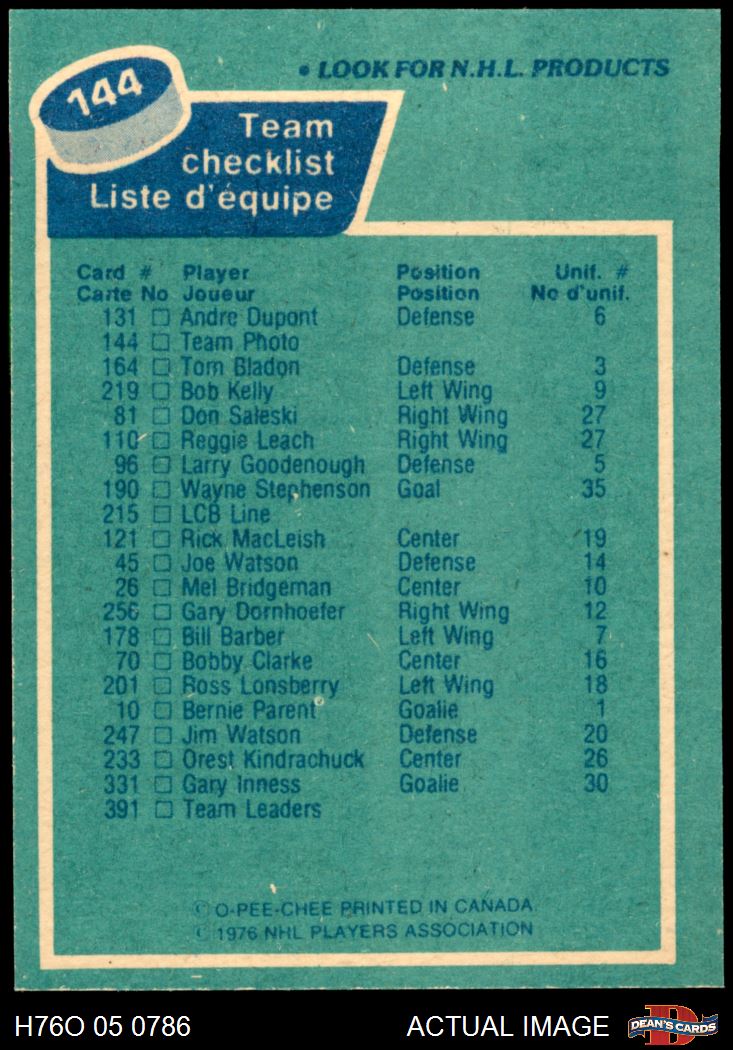 144
• LOOK FOR N.H.L. PRODUCTS
Team
checklist
Liste d'équipe
Card # Player Position Unif. #
Carte No Joueur Position No d'unif.
131 □ Andre Dupont Defense 6
144 □ Team Photo
164 □ Tom Bladon Defense 3
219 □ Bob Kelly Left Wing 9
81 □ Don Saleski Right Wing 27
110 □ Reggie Leach Right Wing 27
96 □ Larry Goodenough Defense 5
190 □ Wayne Stephenson Goal 35
215 □ LCB Line
121 □ Rick MacLeish Center 19
45 □ Joe Watson Defense 14
26 □ Mel Bridgeman Center 10
256 □ Gary Dornhoefer Right Wing 12
178 □ Bill Barber Left Wing 7
70 □ Bobby Clarke Center 16
201 □ Ross Lonsberry Left Wing 18
10 □ Bernie Parent Goalie 1
247 □ Jim Watson Defense 20
233 □ Orest Kindrachuck Center 26
331 □ Gary Inness Goalie 30
391 □ Team Leaders
© O-PEE-CHEE PRINTED IN CANADA
© 1976 NHL PLAYERS ASSOCIATION
H76O 05 0786 ACTUAL IMAGE DEAN'S CARDS